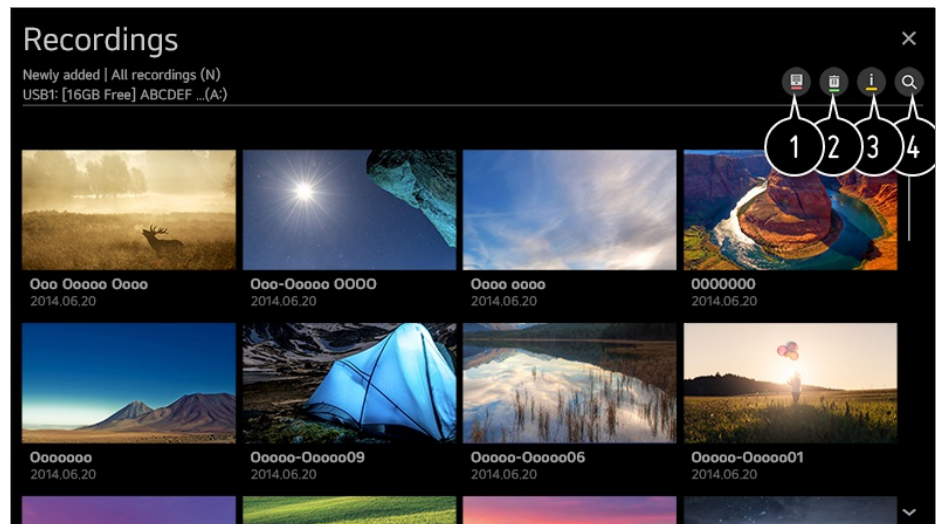 Recordings
Newly added | All recordings (N)
USB1: [16GB Free] ABCDEF ...(A:)
1 2 3 4
Ooo Ooooo Oooo
2014.06.20
Ooo-Ooooo OOOO
2014.06.20
Oooo oooo
2014.06.20
OOOOOOO
2014.06.20
Ooooooo
2014.06.20
Ooooo-Ooooo09
2014.06.20
Ooooo-Ooooo06
2014.06.20
Ooooo-Ooooo01
2014.06.20